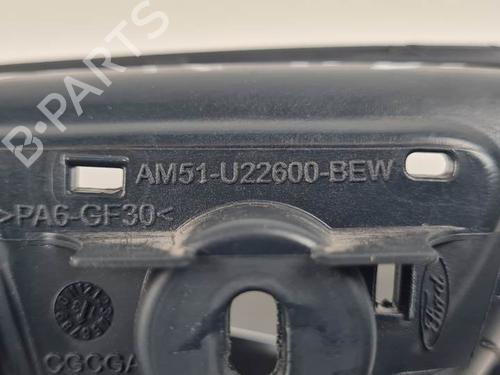 B-PARTS
AM51-U22600-BEW
>PA6-GF30<
Ford
CGCGA